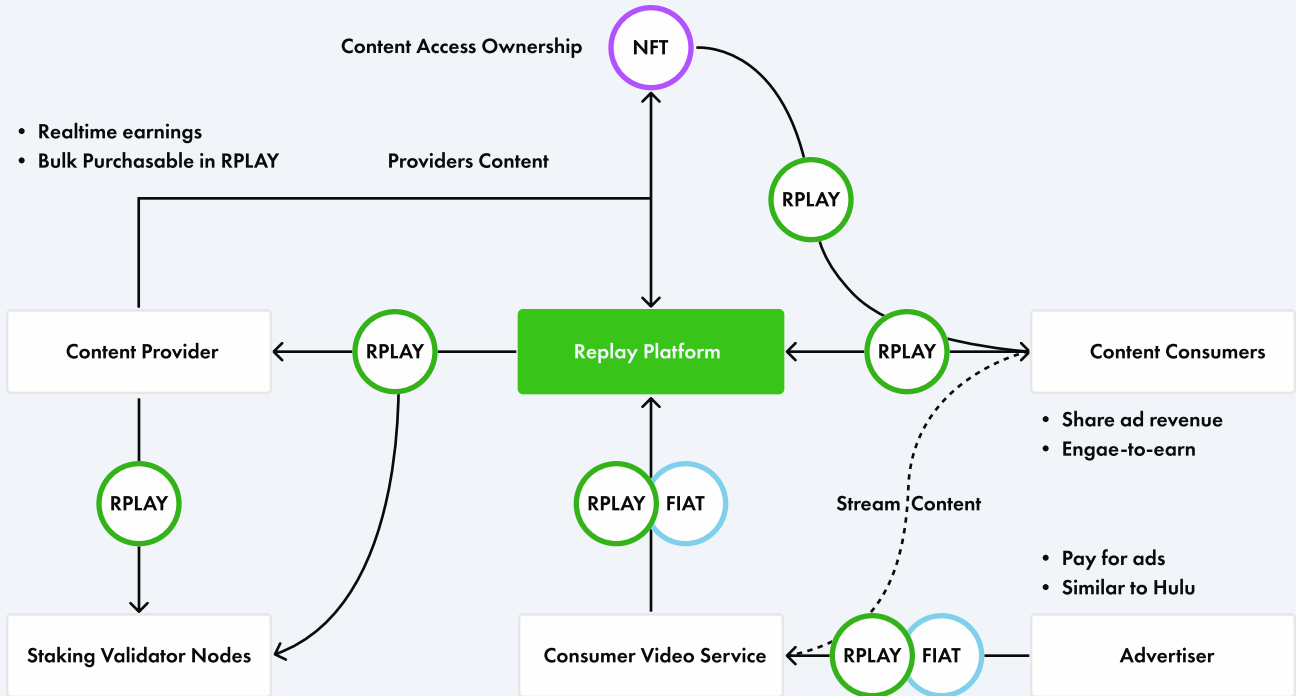 Content Access Ownership
NFT
• Realtime earnings
• Bulk Purchasable in RPLAY
Providers Content
RPLAY
Content Provider
RPLAY
Replay Platform
RPLAY
Content Consumers
• Share ad revenue
• Engae-to-earn
RPLAY
RPLAY
FIAT
Stream Content
• Pay for ads
• Similar to Hulu
Staking Validator Nodes
Consumer Video Service
RPLAY
FIAT
Advertiser